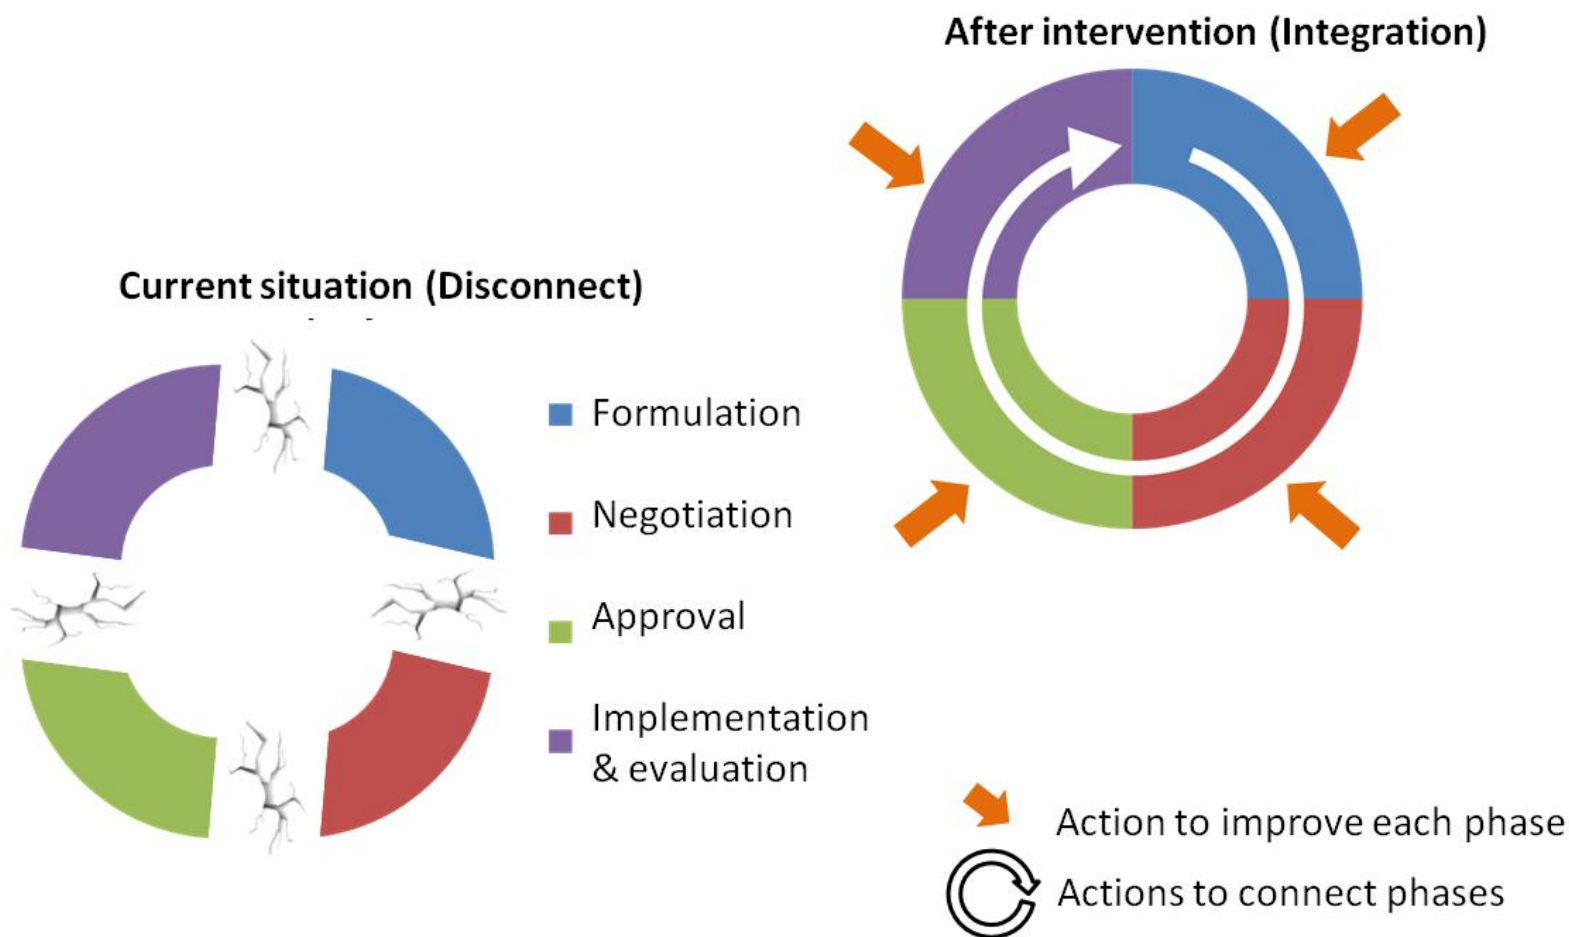 After intervention (Integration)
Current situation (Disconnect)
Formulation
Negotiation
Approval
Implementation
& evaluation
Action to improve each phase
Actions to connect phases